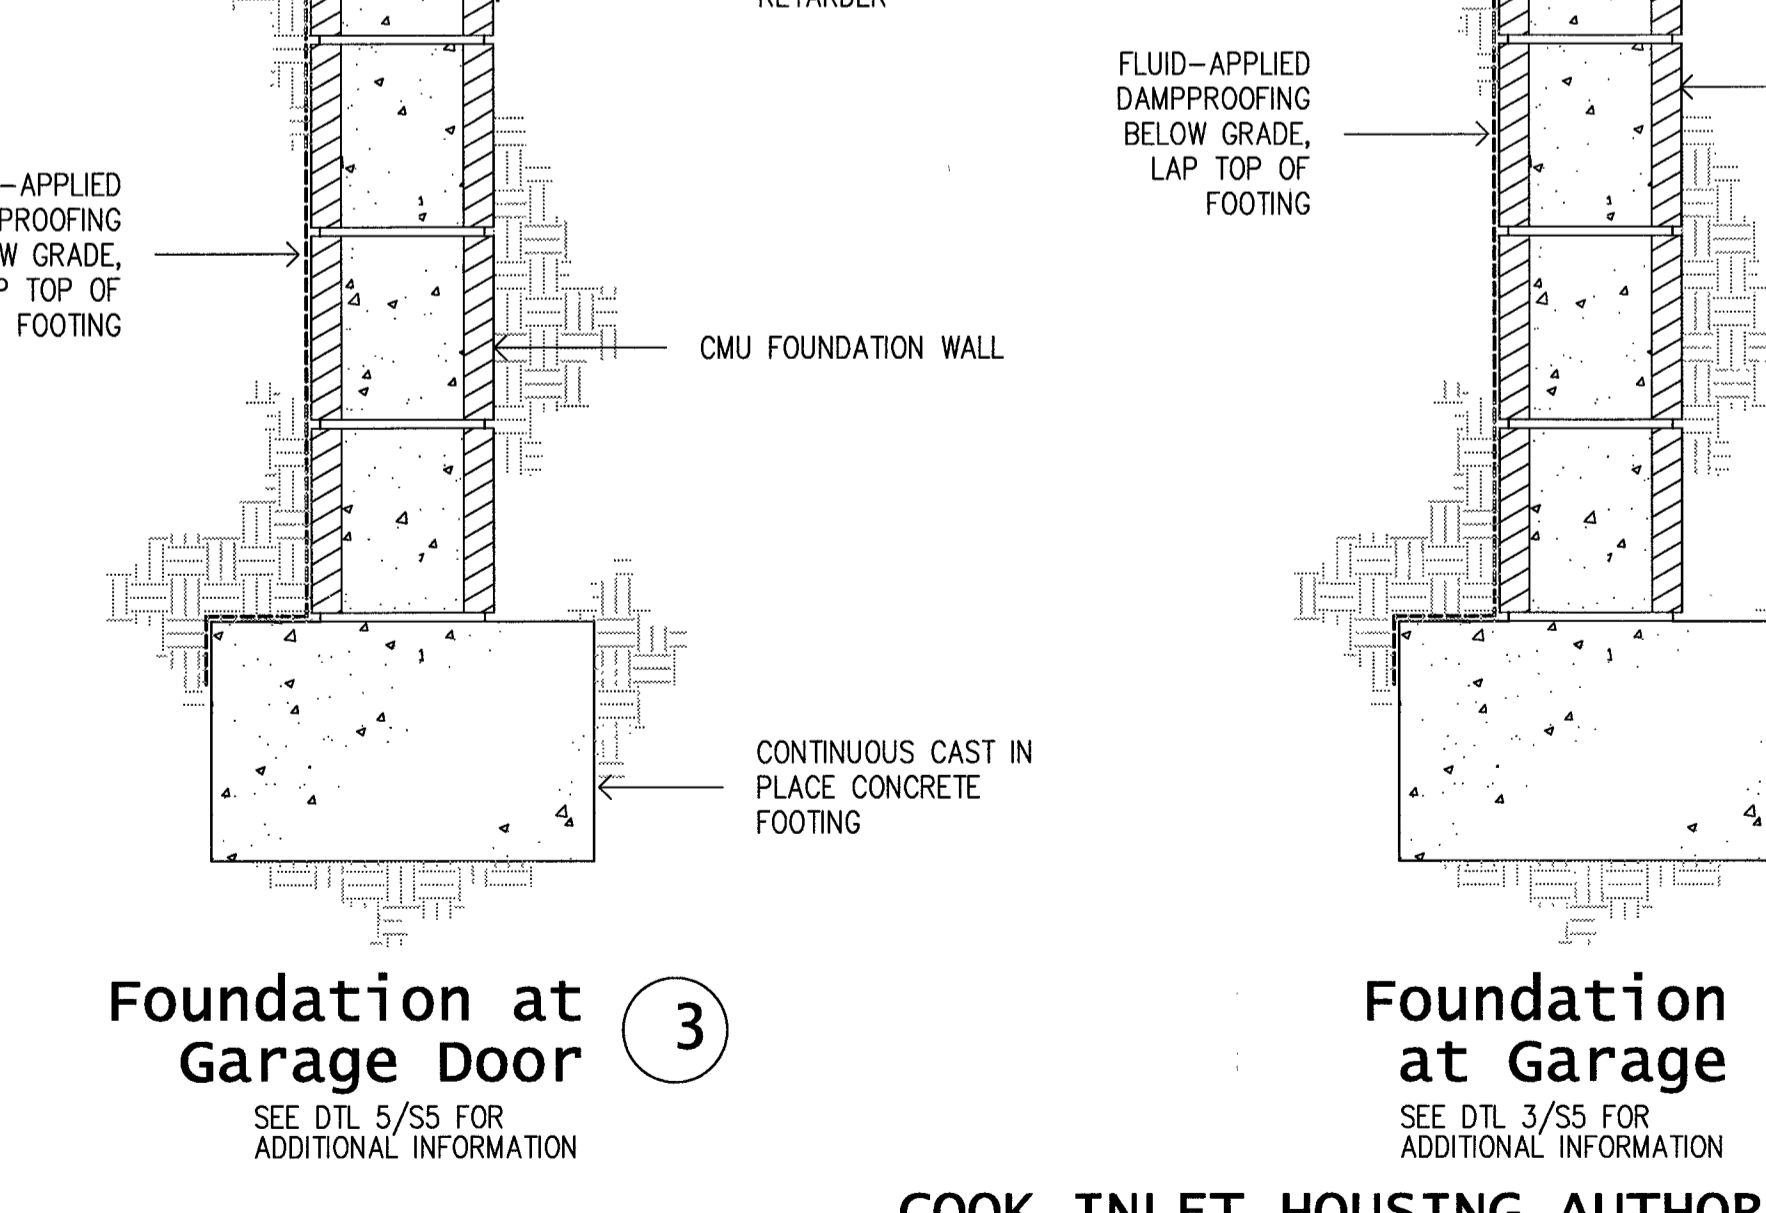 RETARDER
-APPLIED
PROOFING
W GRADE,
P TOP OF
FOOTING
CMU FOUNDATION WALL
CONTINUOUS CAST IN
PLACE CONCRETE
FOOTING
Foundation at
Garage Door
3
SEE DTL 5/S5 FOR
ADDITIONAL INFORMATION
FLUID-APPLIED
DAMPPROOFING
BELOW GRADE,
LAP TOP OF
FOOTING
Foundation
at Garage
SEE DTL 3/S5 FOR
ADDITIONAL INFORMATION
COOK INLET HOUSING AUTHOR